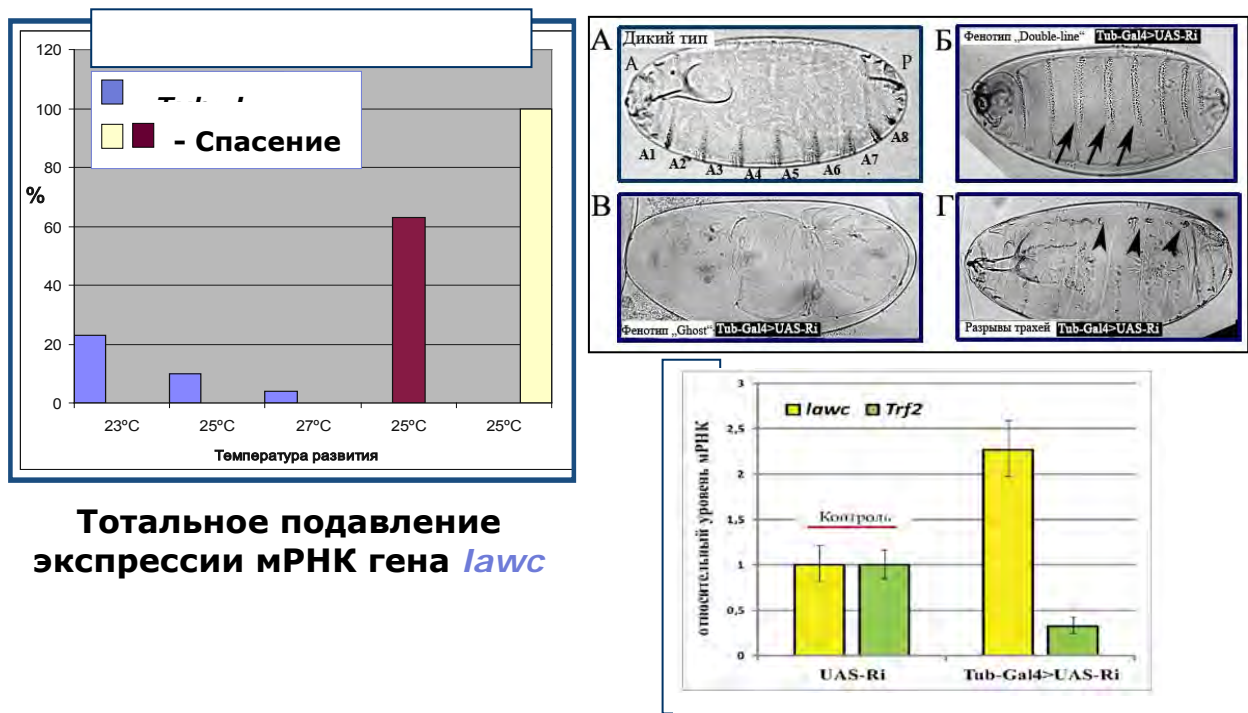 120
100
80
%
60
40
20
0
- Спасение
23°C 25°C 27°C 25°C 25°C
Температура развития
Тотальное подавление
экспрессии мРНК гена lawc
А
Дикий тип
A
P
A1 A2 A3 A4 A5 A6 A7 A8
Б
Фенотип „Double-line“ Tub-Gal4>UAS-Ri
В
Фенотип „Ghost“ Tub-Gal4>UAS-Ri
Г
Разрывы трахей Tub-Gal4>UAS-Ri
относительный уровень мРНК
3
2,5
2
1,5
1
0,5
0
lawc Trf2
Контроль
UAS-Ri Tub-Gal4>UAS-Ri